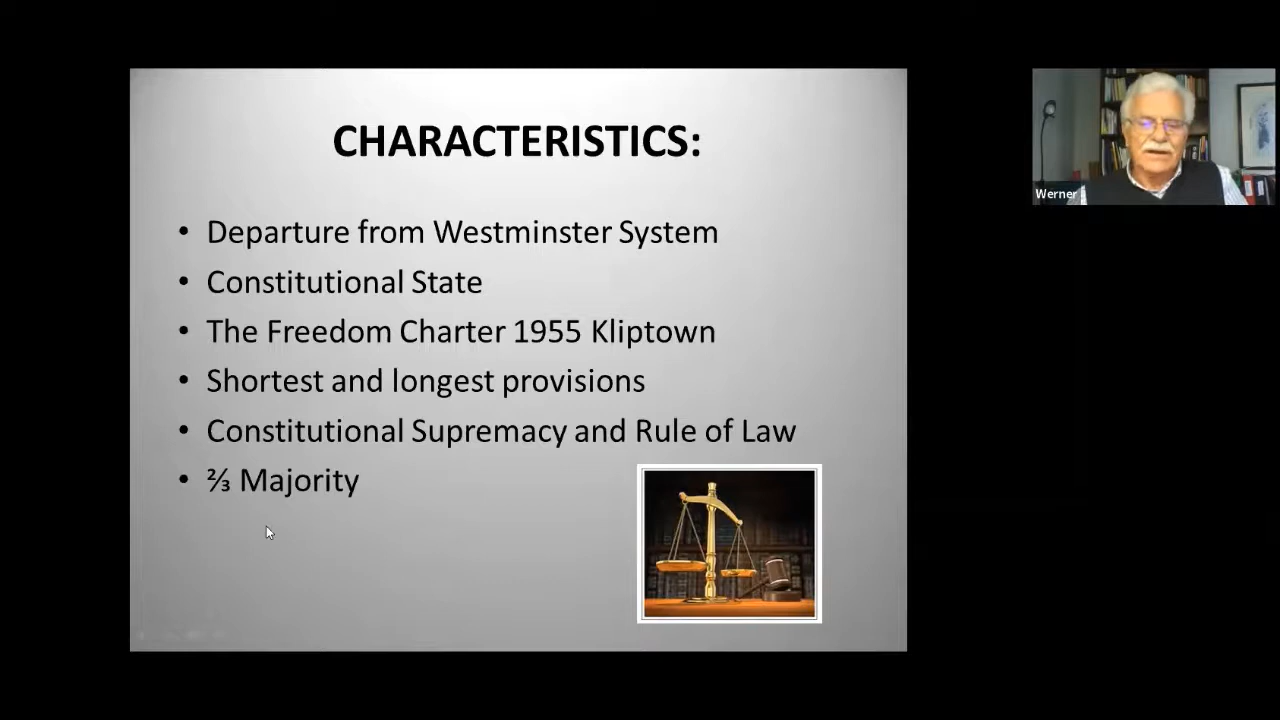 CHARACTERISTICS:
• Departure from Westminster System
• Constitutional State
• The Freedom Charter 1955 Kliptown
• Shortest and longest provisions
• Constitutional Supremacy and Rule of Law
• ⅔ Majority
Werner